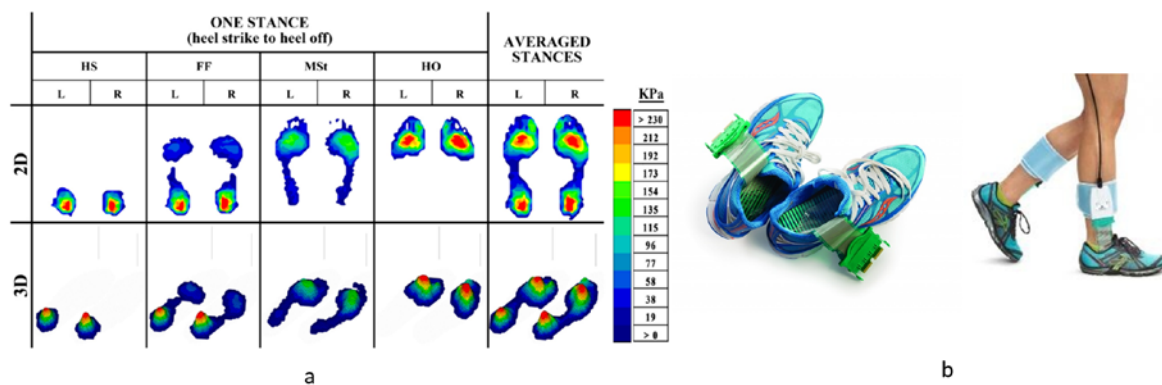 ONE STANCE
(heel strike to heel off)
AVERAGED
STANCES
HS FF MSt HO
L R L R L R L R L R
2D
3D
KPa
> 230
212
192
173
154
135
115
96
77
58
38
19
> 0
a
b